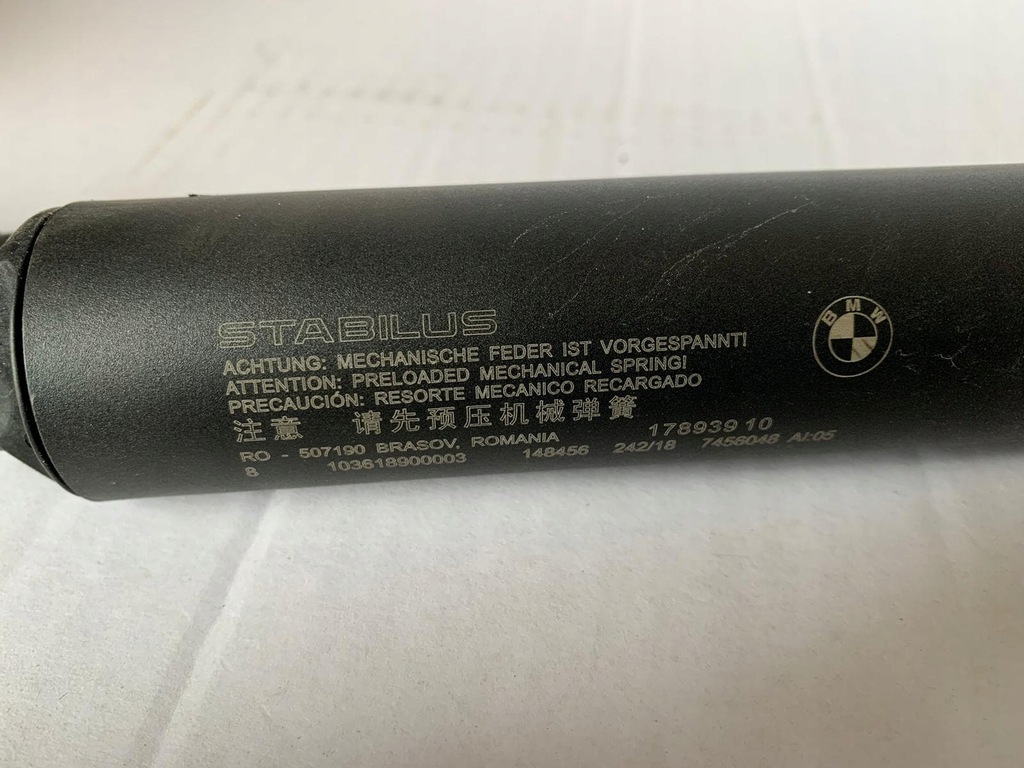 STABILUS
BMW
ACHTUNG: MECHANISCHE FEDER IST VORGESPANNT!
ATTENTION: PRELOADED MECHANICAL SPRING!
PRECAUCIÓN: RESORTE MECANICO RECARGADO
注意 请先预压机械弹簧
RO - 507190 BRASOV, ROMANIA 17893910
8 103618900003 148456 242/18 7456048 AI:05